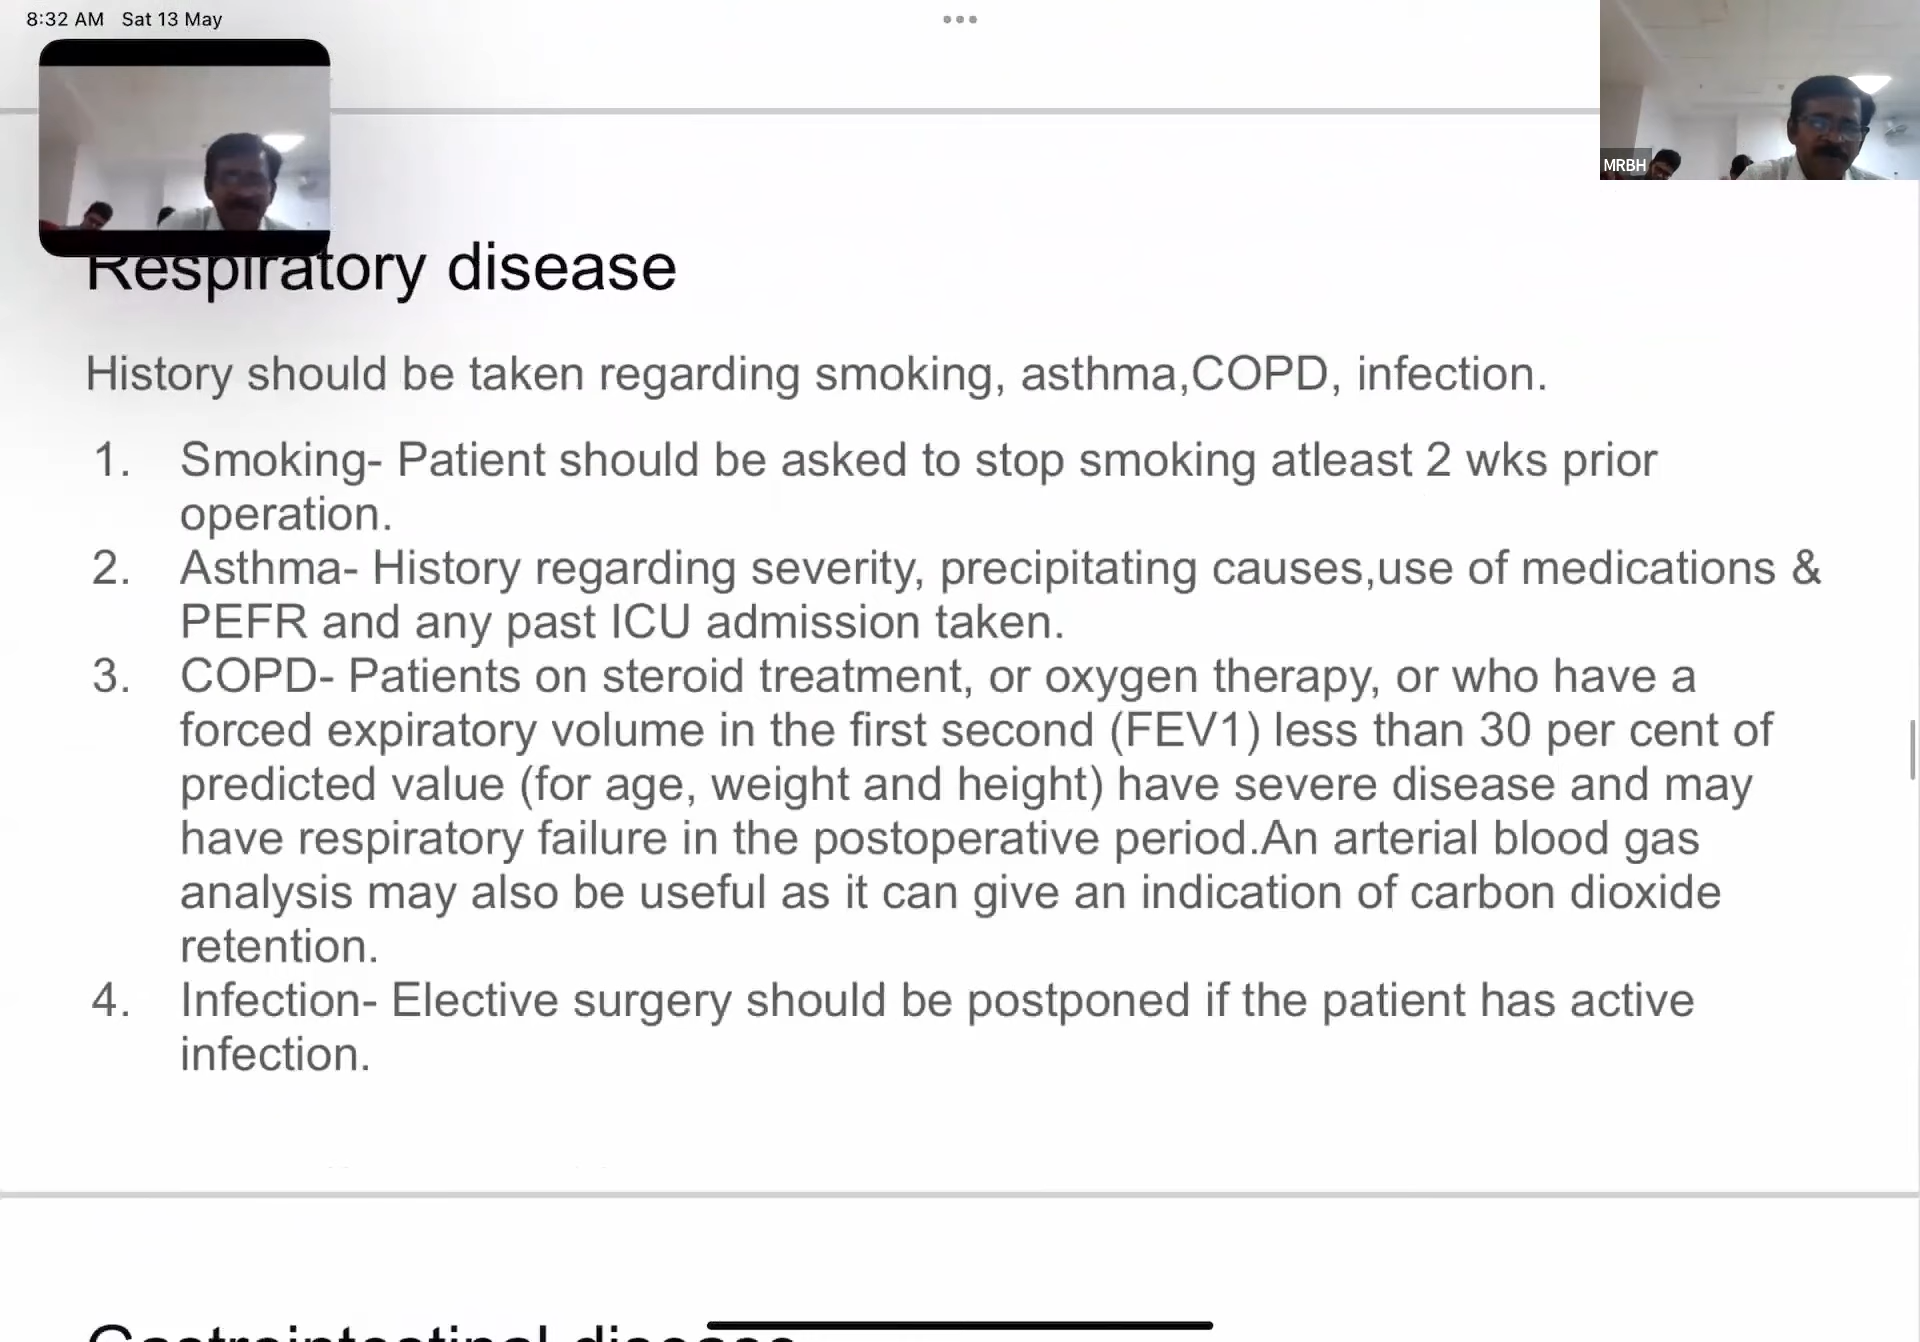 8:32 AM Sat 13 May
MRBH
Respiratory disease
History should be taken regarding smoking, asthma,COPD, infection.
1. Smoking- Patient should be asked to stop smoking atleast 2 wks prior
operation.
2. Asthma- History regarding severity, precipitating causes,use of medications &
PEFR and any past ICU admission taken.
3. COPD- Patients on steroid treatment, or oxygen therapy, or who have a
forced expiratory volume in the first second (FEV1) less than 30 per cent of
predicted value (for age, weight and height) have severe disease and may
have respiratory failure in the postoperative period.An arterial blood gas
analysis may also be useful as it can give an indication of carbon dioxide
retention.
4. Infection- Elective surgery should be postponed if the patient has active
infection.
Gastrointestinal disease